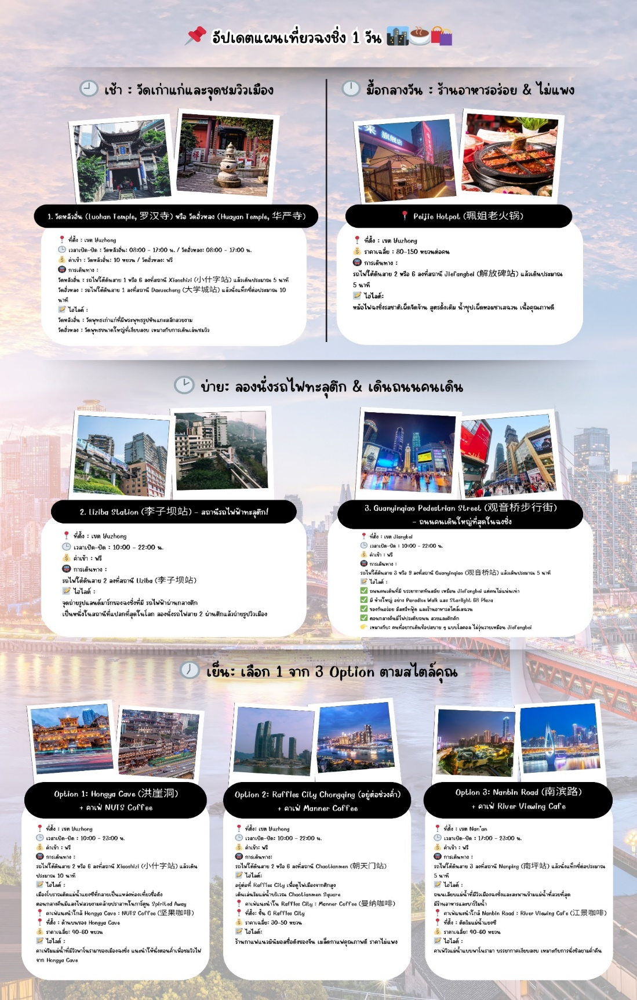 อัปเดตแผนเที่ยวฉงชิ่ง 1 วัน
เช้า : วัดเก่าแก่และจุดชมวิวเมือง
1. วัดหลัวฮั่น (Luohan Temple, 罗汉寺) หรือ วัดฮั่วหลง (Huayan Temple, 华严寺)
ที่ตั้ง : เขต Yuzhong
เวลาเปิด-ปิด : วัดหลัวฮั่น: 08:00 - 17:00 น. / วัดฮั่วหลง: 08:00 - 17:00 น.
ค่าเข้า : วัดหลัวฮั่น: 10 หยวน / วัดฮั่วหลง: ฟรี
การเดินทาง :
วัดหลัวฮั่น : รถไฟใต้ดินสาย 1 หรือ 6 ลงที่สถานี Xiaoshizi (小什字站) แล้วเดินประมาณ 5 นาที
วัดฮั่วหลง : รถไฟใต้ดินสาย 1 ลงที่สถานี Daxuecheng (大学城站) แล้วนั่งแท็กซี่ต่อประมาณ 10
นาที
ไฮไลต์ :
วัดหลัวฮั่น : วัดพุทธเก่าแก่ที่มีพระพุทธรูปหินแกะสลักสวยงาม
วัดฮั่วหลง : วัดพุทธขนาดใหญ่ที่เงียบสงบ เหมาะกับการเดินเล่นชมวิว
มื้อกลางวัน : ร้านอาหารอร่อย & ไม่แพง
旗舰店
Peijie Hotpot (珮姐老火锅)
ที่ตั้ง : เขต Yuzhong
ราคาเฉลี่ย : 80-150 หยวนต่อคน
การเดินทาง :
รถไฟใต้ดินสาย 2 หรือ 6 ลงที่สถานี Jiefangbei (解放碑站) แล้วเดินประมาณ
5 นาที
ไฮไลต์:
หม้อไฟฉงชิ่งรสชาติเผ็ดจัดจ้าน สูตรดั้งเดิม น้ำซุปเผ็ดหอมชาเสฉวน เนื้อคุณภาพดี
บ่าย: ลองนั่งรถไฟทะลุตึก & เดินถนนคนเดิน
2. Liziba Station (李子坝站) - สถานีรถไฟฟ้าทะลุตึก!
ที่ตั้ง : เขต Yuzhong
เวลาเปิด-ปิด : 10:00 - 22:00 น.
ค่าเข้า : ฟรี
การเดินทาง :
รถไฟใต้ดินสาย 2 ลงที่สถานี Liziba (李子坝站)
ไฮไลต์ :
จุดถ่ายรูปแลนด์มาร์กของฉงชิ่งที่มี รถไฟฟ้าผ่านกลางตึก
เป็นหนึ่งในสถานีที่แปลกที่สุดในโลก ลองนั่งรถไฟสาย 2 ผ่านตึกแล้วถ่ายรูปวิวเมือง
3. Guanyinqiao Pedestrian Street (观音桥步行街)
- ถนนคนเดินใหญ่ที่สุดในฉงชิ่ง
ที่ตั้ง : เขต Jiangbei
เวลาเปิด-ปิด : 10:00 - 22:00 น.
ค่าเข้า : ฟรี
การเดินทาง :
รถไฟใต้ดินสาย 3 หรือ 9 ลงที่สถานี Guanyinqiao (观音桥站) แล้วเดินประมาณ 5 นาที
ไฮไลต์ :
ถนนคนเดินที่มี บรรยากาศทันสมัย เหมือน Jiefangbei แต่คนไม่แน่นเท่า
มี ห้างใหญ่ อย่าง Paradise Walk และ Starlight 68 Plaza
ของกินอร่อย มีสตรีทฟู้ด และร้านอาหารสไตล์เสฉวน
ตอนกลางคืนมีไฟประดับถนน สวยและคึกคัก
เหมาะกับ: คนที่อยากเดินช้อปสบาย ๆ แบบโลคอล ไม่วุ่นวายเหมือน Jiefangbei
เย็น: เลือก 1 จาก 3 Option ตามสไตล์คุณ
Option 1: Hongya Cave (洪崖洞)
+ คาเฟ่ NUTS Coffee
ที่ตั้ง : เขต Yuzhong
เวลาเปิด-ปิด : 10:00 - 23:00 น.
ค่าเข้า : ฟรี
การเดินทาง :
รถไฟใต้ดินสาย 2 หรือ 6 ลงที่สถานี Xiaoshizi (小什字站) แล้วเดิน
ประมาณ 10 นาที
ไฮไลต์ :
เมืองโบราณติดแม่น้ำแยงซีที่กลายเป็นแหล่งท่องเที่ยวชื่อดัง
ตอนกลางคืนมีแสงไฟสวยงามคล้ายปราสาทในการ์ตูน Spirited Away
คาเฟ่แนะนำใกล้ Hongya Cave : NUTS Coffee (坚果咖啡)
ที่ตั้ง : ด้านบนของ Hongya Cave
ราคาเฉลี่ย: 40-60 หยวน
ไฮไลต์ :
คาเฟ่ริมแม่น้ำที่มีวิวพาโนรามาของเมืองฉงชิ่ง แนะนำให้นั่งตอนค่ำเพื่อชมวิวไฟ
จาก Hongya Cave
Option 2: Raffles City Chongqing (อยู่ต่อช่วงค่ำ)
+ คาเฟ่ Manner Coffee
ที่ตั้ง: เขต Yuzhong
เวลาเปิด-ปิด: 10:00 - 22:00 น.
ค่าเข้า: ฟรี
การเดินทาง:
รถไฟใต้ดินสาย 2 หรือ 6 ลงที่สถานี Chaotianmen (朝天门站)
ไฮไลต์:
อยู่ต่อที่ Raffles City เพื่อดูไฟเมืองจากตึกสูง
เดินเล่นริมแม่น้ำบริเวณ Chaotianmen Square
คาเฟ่แนะนำใน Raffles City : Manner Coffee (曼纳咖啡)
ที่ตั้ง: ชั้น G Raffles City
ราคาเฉลี่ย: 30-50 หยวน
ไฮไลต์:
ร้านกาแฟแนวมินิมอลชื่อดังของจีน เมล็ดกาแฟคุณภาพดี ราคาไม่แพง
Option 3: Nanbin Road (南滨路)
+ คาเฟ่ River Viewing Cafe
ที่ตั้ง : เขต Nan'an
เวลาเปิด-ปิด : 17:00 - 23:00 น.
ค่าเข้า : ฟรี
การเดินทาง :
รถไฟใต้ดินสาย 3 ลงที่สถานี Nanping (南坪站) แล้วนั่งแท็กซี่ต่อประมาณ
5 นาที
ไฮไลต์ :
ถนนเลียบแม่น้ำที่มีวิวเมืองฉงชิ่งและสะพานข้ามแม่น้ำที่สวยที่สุด
มีร้านอาหารและบาร์ริมน้ำ
คาเฟ่แนะนำใกล้ Nanbin Road : River Viewing Cafe (江景咖啡)
ที่ตั้ง : ติดริมแม่น้ำแยงซี
ราคาเฉลี่ย: 40-60 หยวน
ไฮไลต์ :
คาเฟ่วิวแม่น้ำแบบพาโนรามา บรรยากาศเงียบสงบ เหมาะกับการนั่งชิลยามค่ำคืน